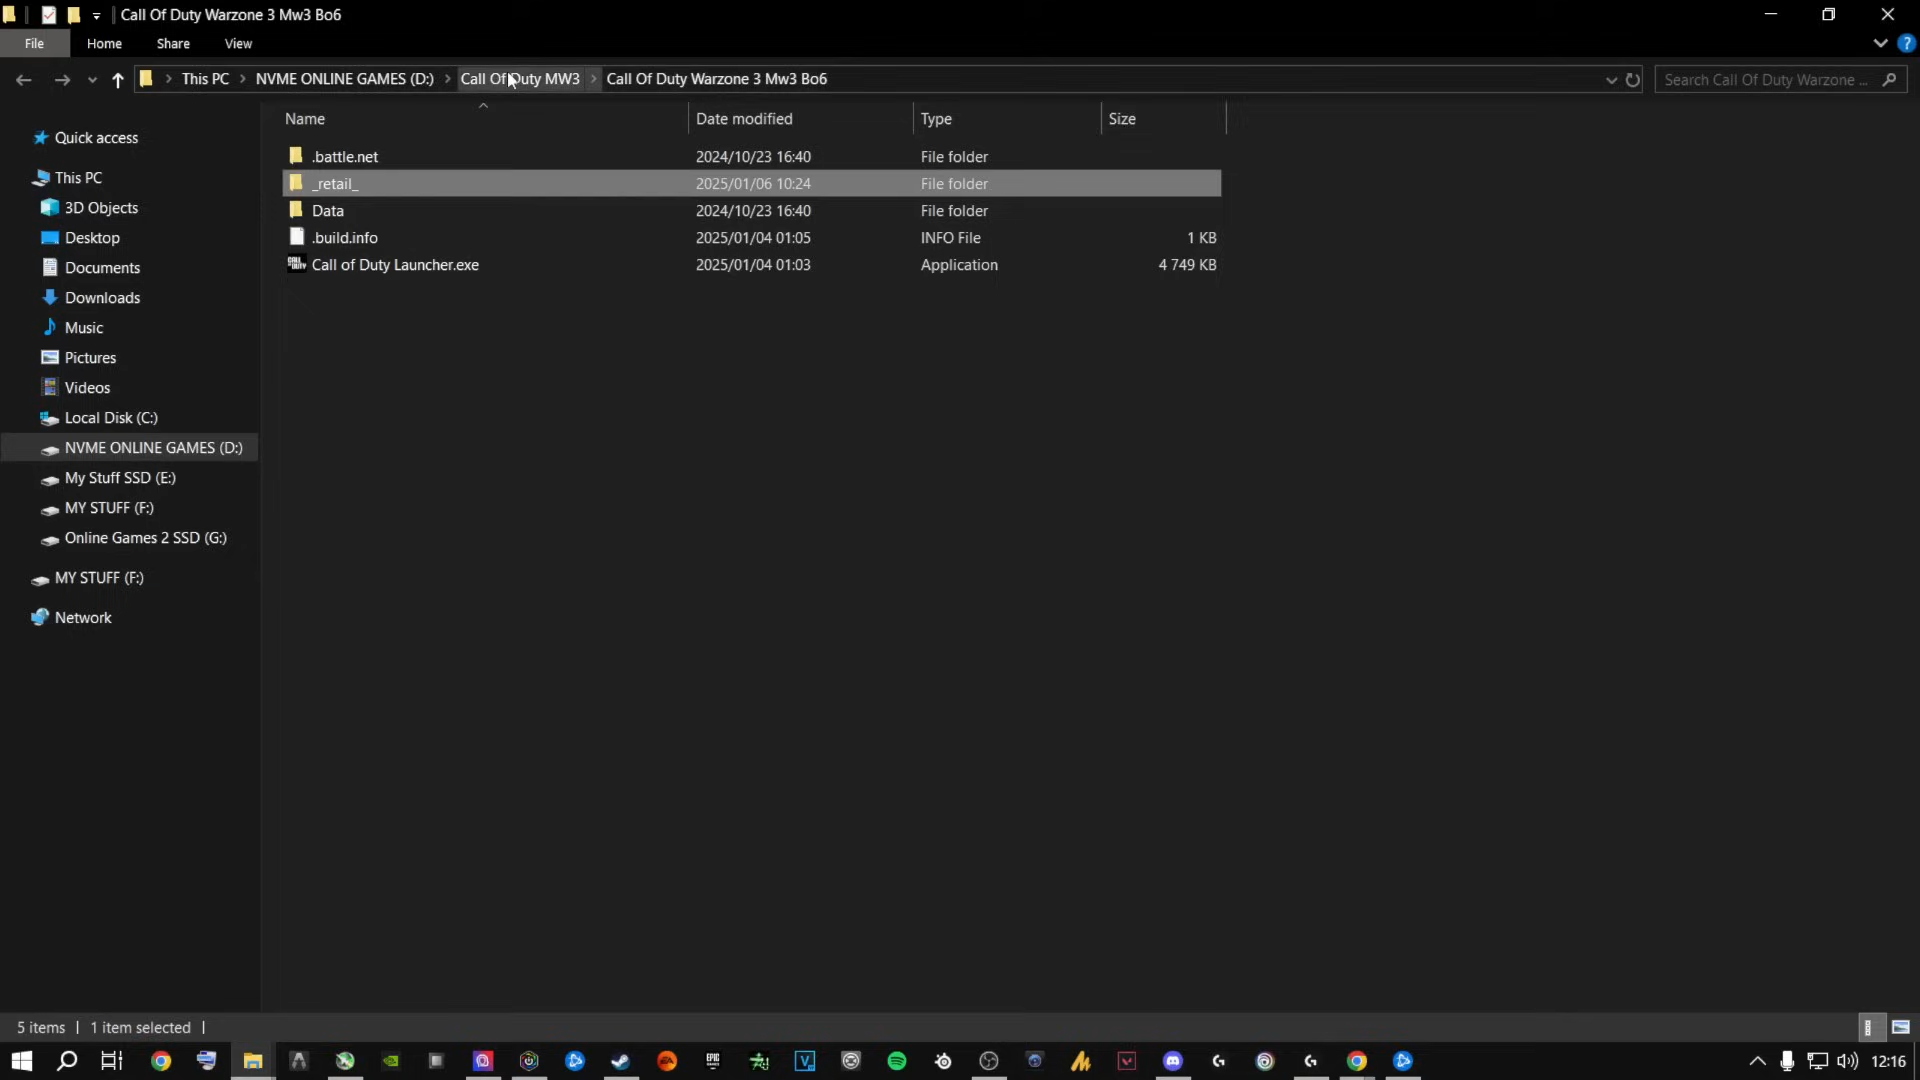 Call Of Duty Warzone 3 Mw3 Bo6
File Home Share View
This PC NVME ONLINE GAMES (D:) Call Of Duty MW3 Call Of Duty Warzone 3 Mw3 Bo6 Search Call Of Duty Warzone ...
Name Date modified Type Size
Quick access
This PC
3D Objects
Desktop
Documents
Downloads
Music
Pictures
Videos
Local Disk (C:)
NVME ONLINE GAMES (D:)
My Stuff SSD (E:)
MY STUFF (F:)
Online Games 2 SSD (G:)
MY STUFF (F:)
Network
.battle.net 2024/10/23 16:40 File folder
_retail_ 2025/01/06 10:24 File folder
Data 2024/10/23 16:40 File folder
.build.info 2025/01/04 01:05 INFO File 1 KB
Call of Duty Launcher.exe 2025/01/04 01:03 Application 4 749 KB
5 items 1 item selected
12:16